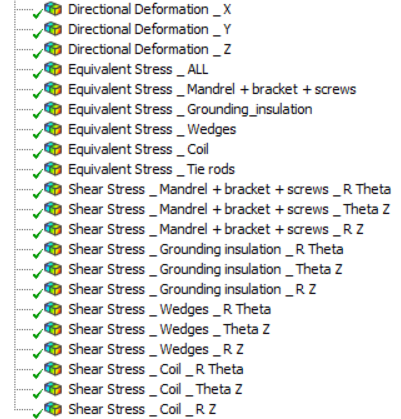 Directional Deformation _ X
Directional Deformation _ Y
Directional Deformation _ Z
Equivalent Stress _ ALL
Equivalent Stress _ Mandrel + bracket + screws
Equivalent Stress _ Grounding_insulation
Equivalent Stress _ Wedges
Equivalent Stress _ Coil
Equivalent Stress _ Tie rods
Shear Stress _ Mandrel + bracket + screws _ R Theta
Shear Stress _ Mandrel + bracket + screws _ Theta Z
Shear Stress _ Mandrel + bracket + screws _ R Z
Shear Stress _ Grounding insulation _ R Theta
Shear Stress _ Grounding insulation _ Theta Z
Shear Stress _ Grounding insulation _ R Z
Shear Stress _ Wedges _ R Theta
Shear Stress _ Wedges _ Theta Z
Shear Stress _ Wedges _ R Z
Shear Stress _ Coil _ R Theta
Shear Stress _ Coil _ Theta Z
Shear Stress _ Coil _ R Z